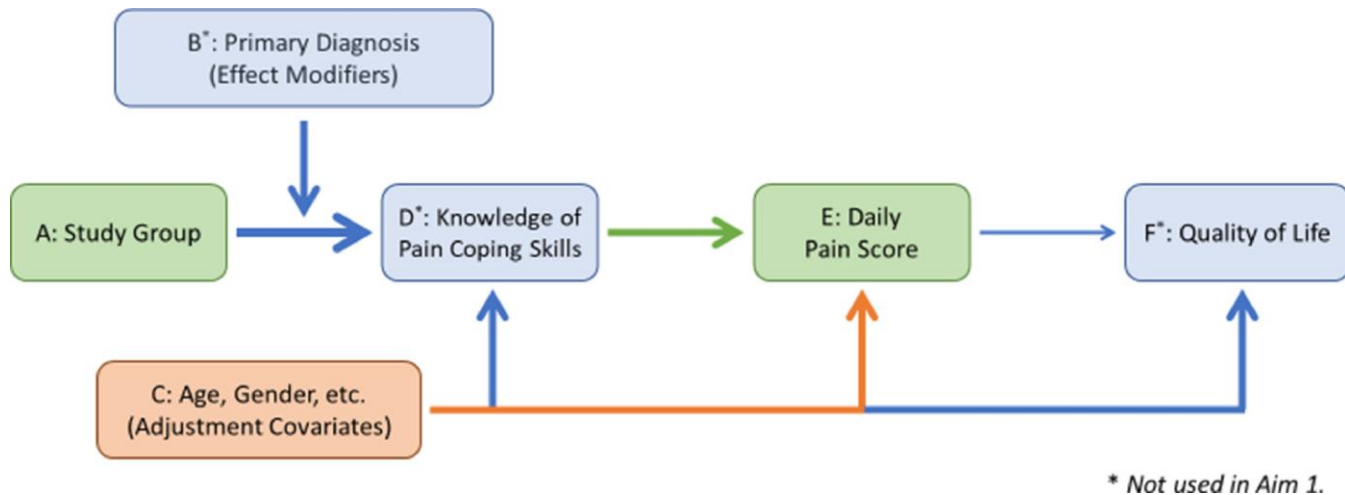 B*: Primary Diagnosis
(Effect Modifiers)
A: Study Group
D*: Knowledge of
Pain Coping Skills
E: Daily
Pain Score
F*: Quality of Life
C: Age, Gender, etc.
(Adjustment Covariates)
* Not used in Aim 1.